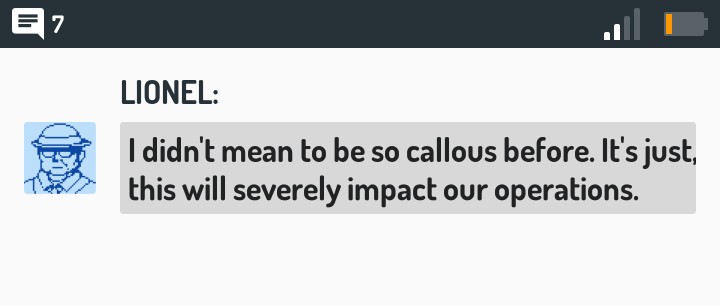 7
LIONEL:
I didn't mean to be so callous before. It's just,
this will severely impact our operations.